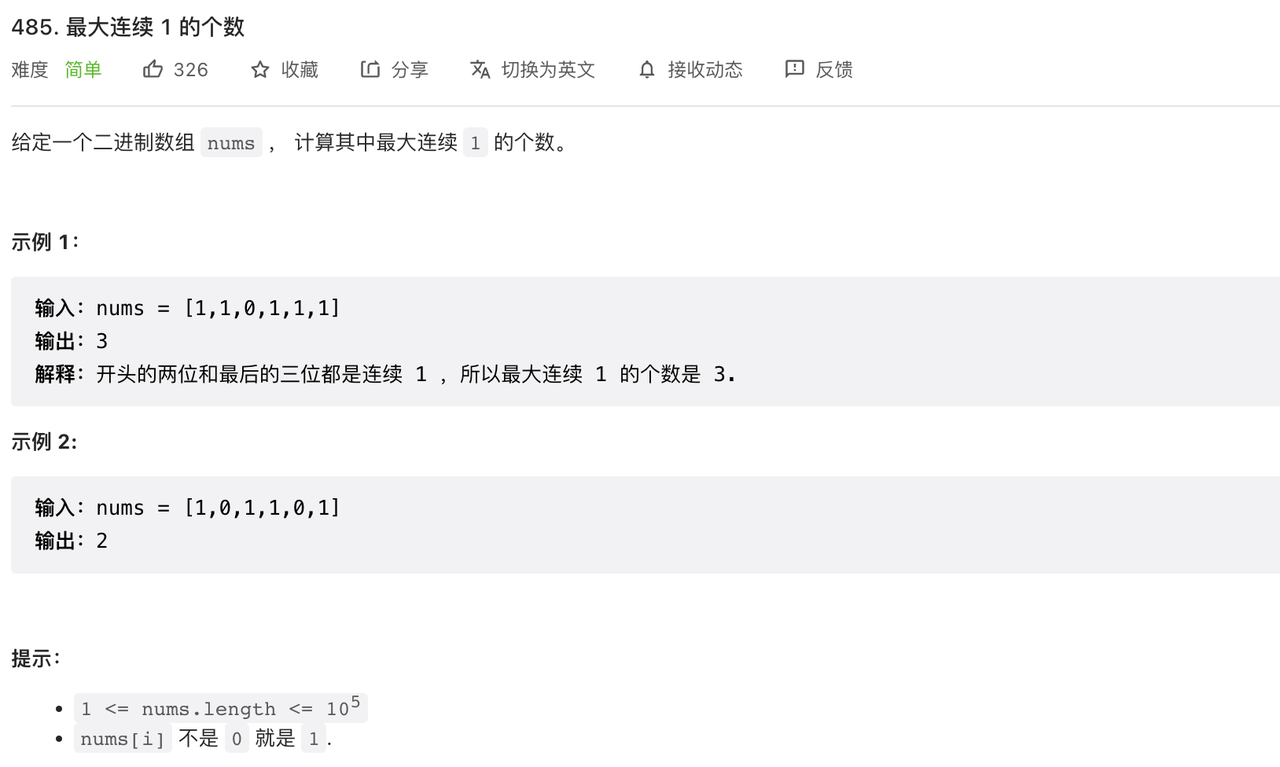 485. 最大连续 1 的个数
难度 简单 326 收藏 分享 切换为英文 接收动态 反馈
给定一个二进制数组 nums ， 计算其中最大连续 1 的个数。
示例 1：
输入：nums = [1,1,0,1,1,1]
输出：3
解释：开头的两位和最后的三位都是连续 1 ，所以最大连续 1 的个数是 3.
示例 2:
输入：nums = [1,0,1,1,0,1]
输出：2
提示：
• 1 <= nums.length <= 10⁵
• nums[i] 不是 0 就是 1.